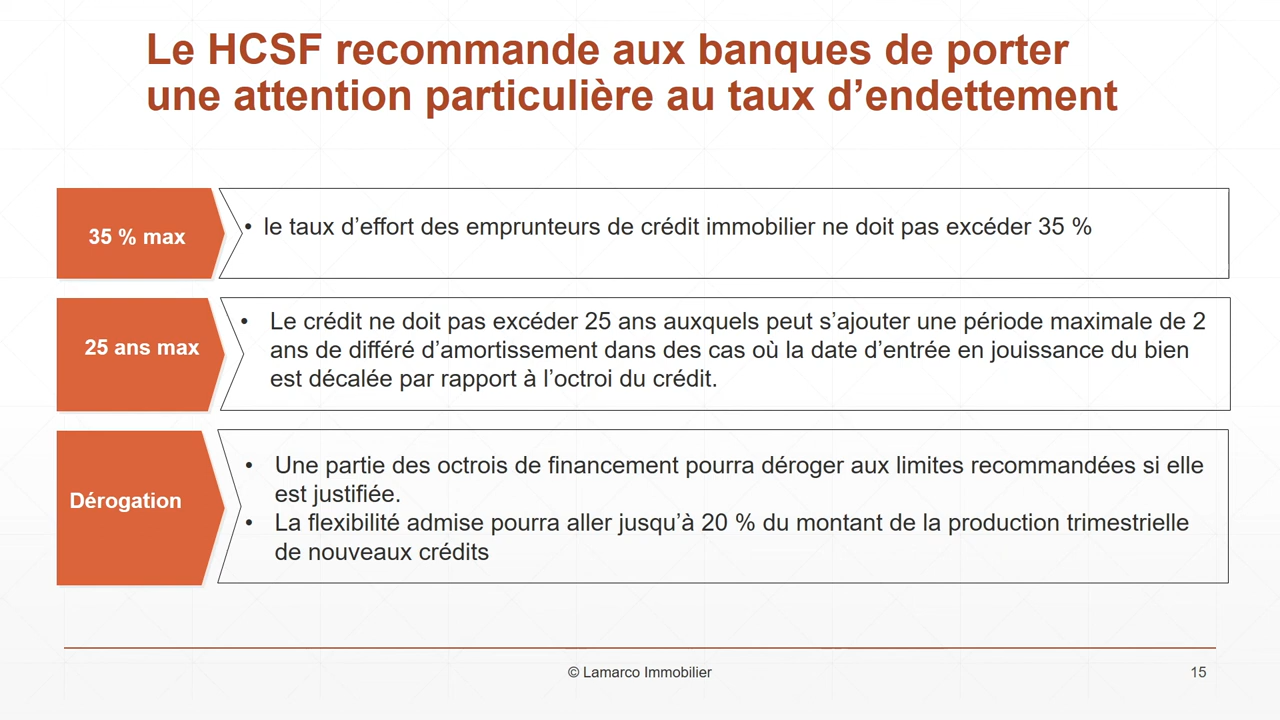 Le HCSF recommande aux banques de porter
une attention particulière au taux d’endettement
35 % max
• le taux d’effort des emprunteurs de crédit immobilier ne doit pas excéder 35 %
25 ans max
• Le crédit ne doit pas excéder 25 ans auxquels peut s’ajouter une période maximale de 2
ans de différé d’amortissement dans des cas où la date d’entrée en jouissance du bien
est décalée par rapport à l’octroi du crédit.
Dérogation
• Une partie des octrois de financement pourra déroger aux limites recommandées si elle
est justifiée.
• La flexibilité admise pourra aller jusqu’à 20 % du montant de la production trimestrielle
de nouveaux crédits
© Lamarco Immobilier
15